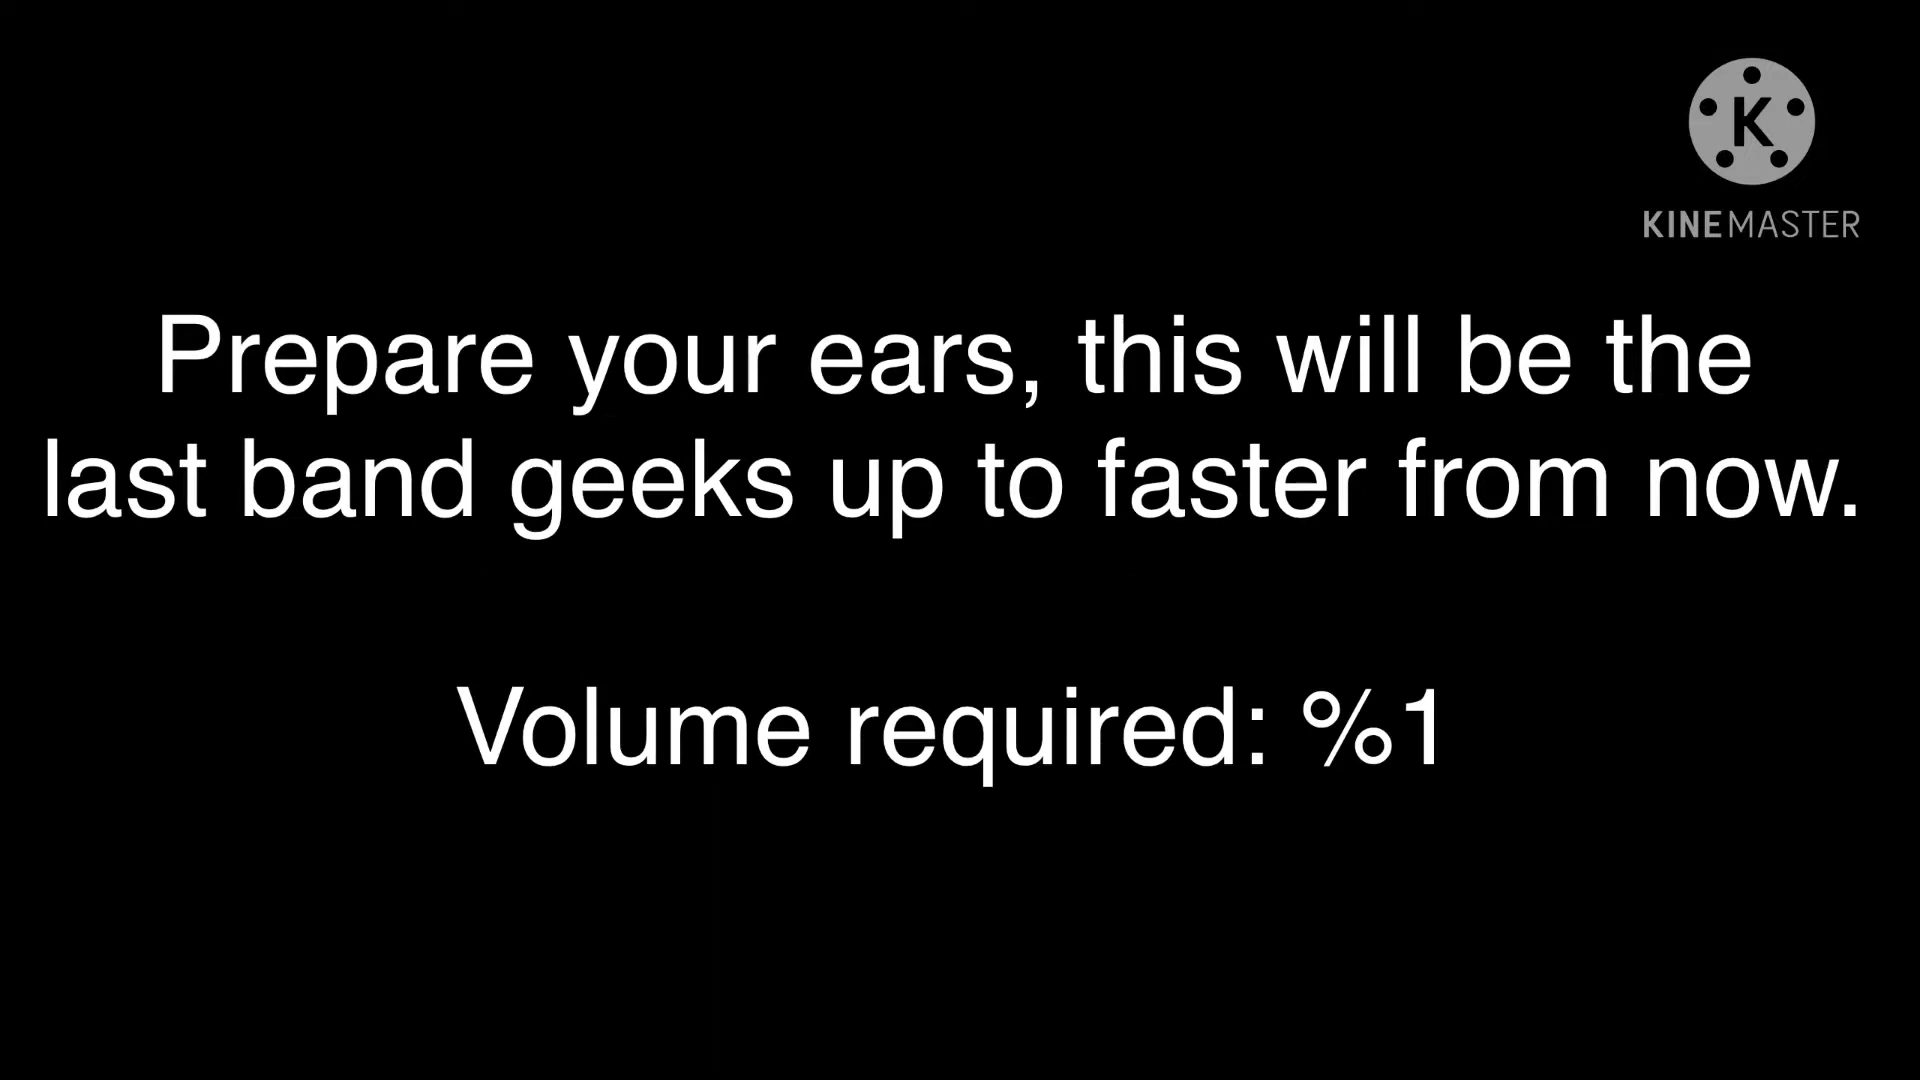 K
KINEMASTER
Prepare your ears, this will be the
last band geeks up to faster from now.
Volume required: %1